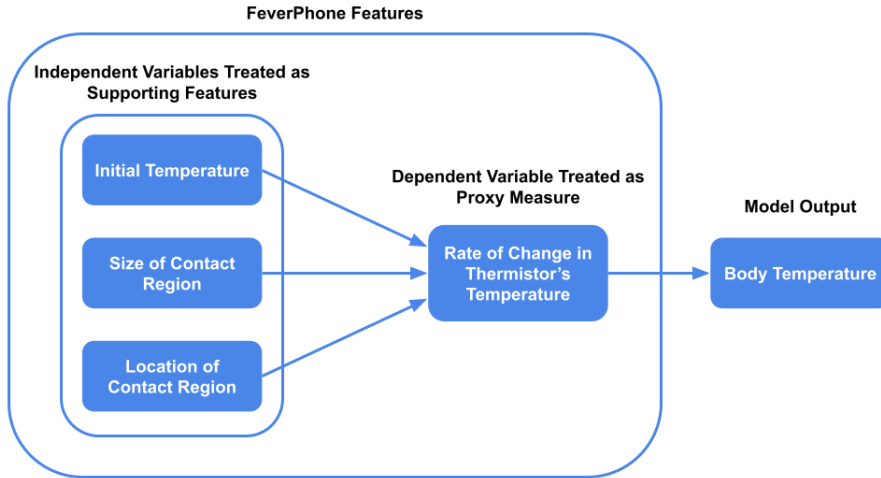 FeverPhone Features
Independent Variables Treated as
Supporting Features
Initial Temperature
Size of Contact
Region
Location of
Contact Region
Dependent Variable Treated as
Proxy Measure
Rate of Change in
Thermistor's
Temperature
Model Output
Body Temperature